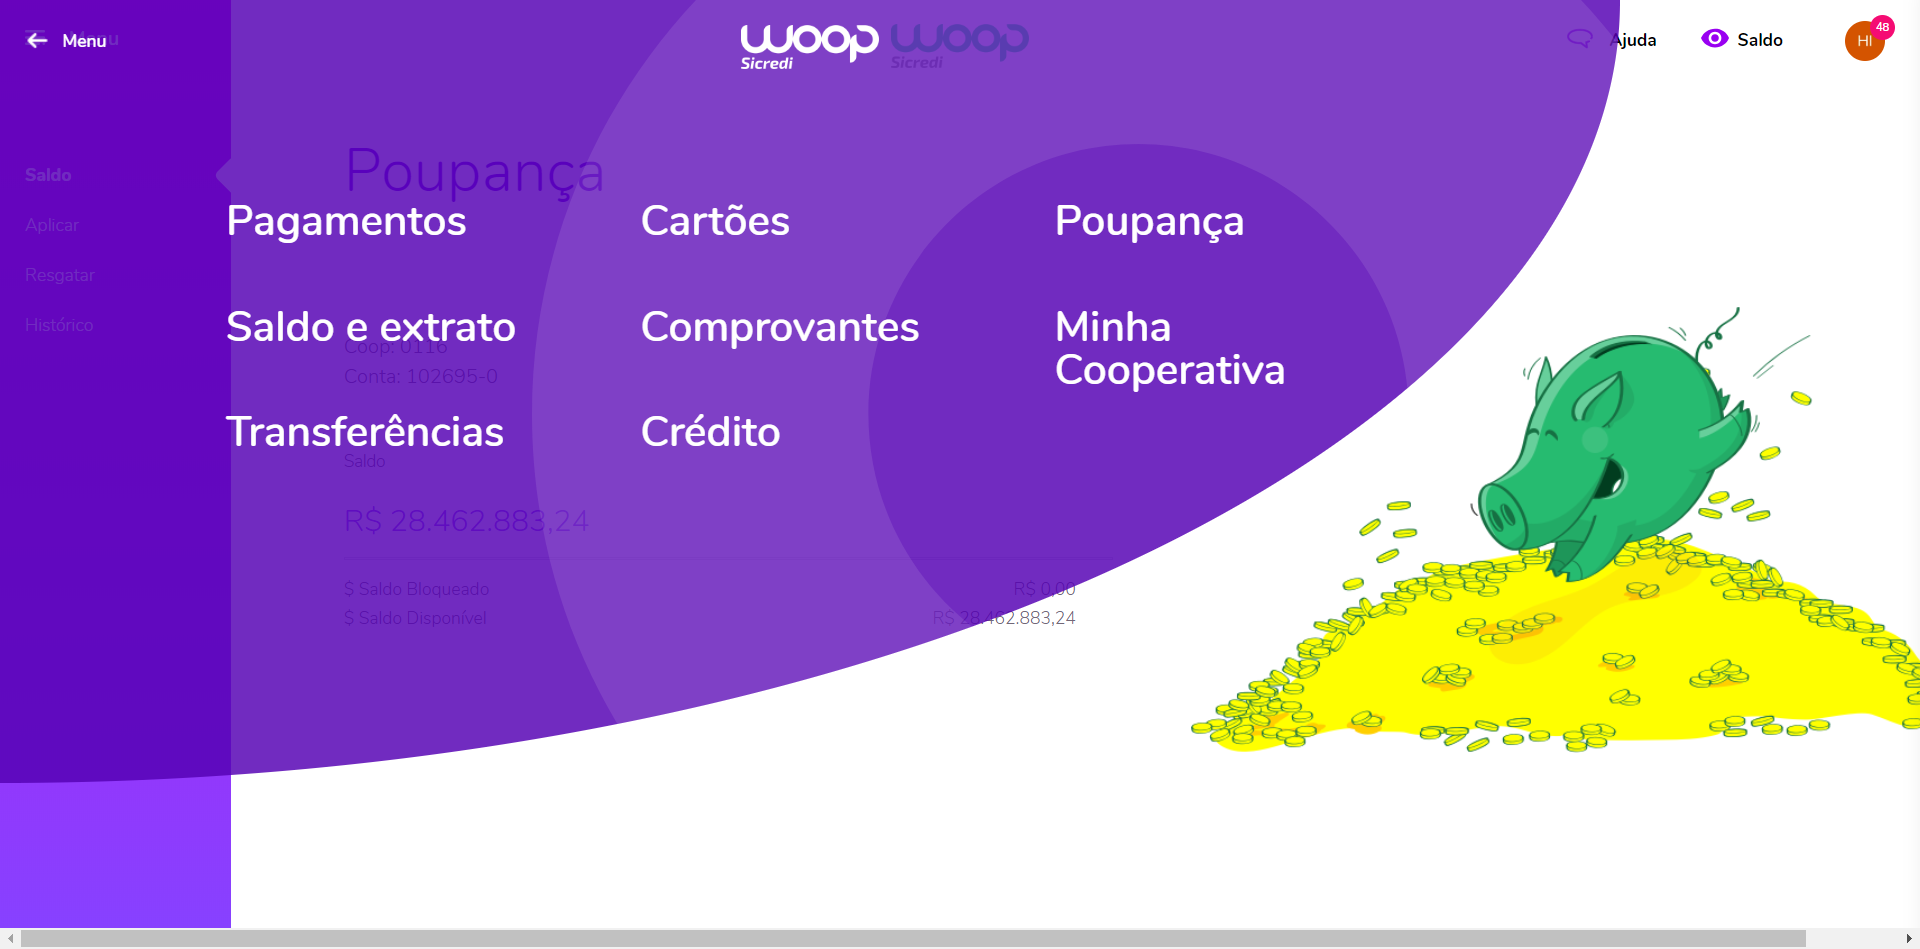 Menu
Menu
woop
Sicredi
woop
Sicredi
Ajuda
Saldo
HI
48
Poupança
Saldo
Aplicar
Resgatar
Histórico
Pagamentos
Cartões
Poupança
Saldo e extrato
Comprovantes
Minha
Cooperativa
Coop: 0116
Conta: 102695-0
Transferências
Crédito
Saldo
R$ 28.462.883,24
$ Saldo Bloqueado
R$ 0,00
$ Saldo Disponível
R$ 28.462.883,24